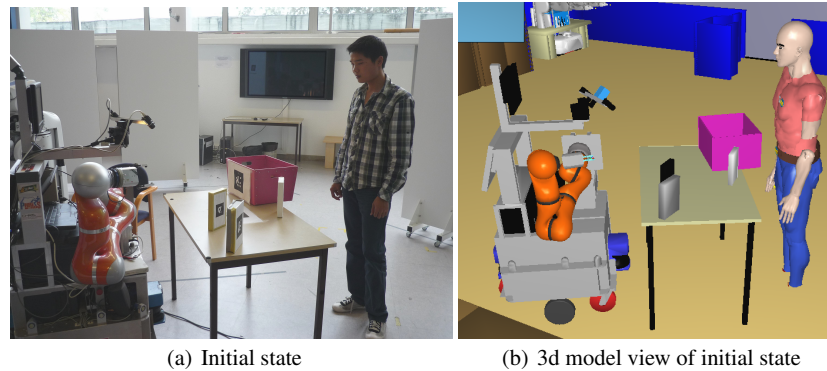 (a) Initial state
(b) 3d model view of initial state